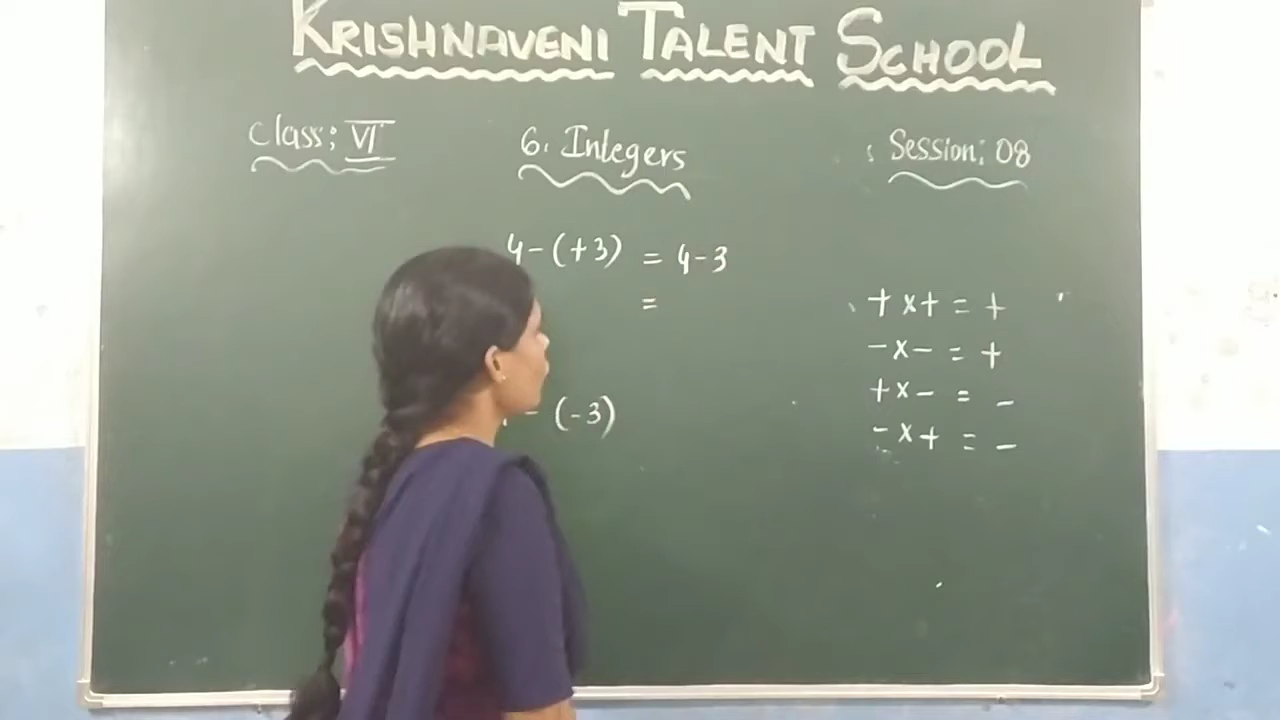 KRISHNAVENI TALENT SCHOOL
Class: VI
6. Integers
Session: 08
4-(+3) = 4-3
=
- (-3)
+ x + = +
- x - = +
+ x - = -
- x + = -